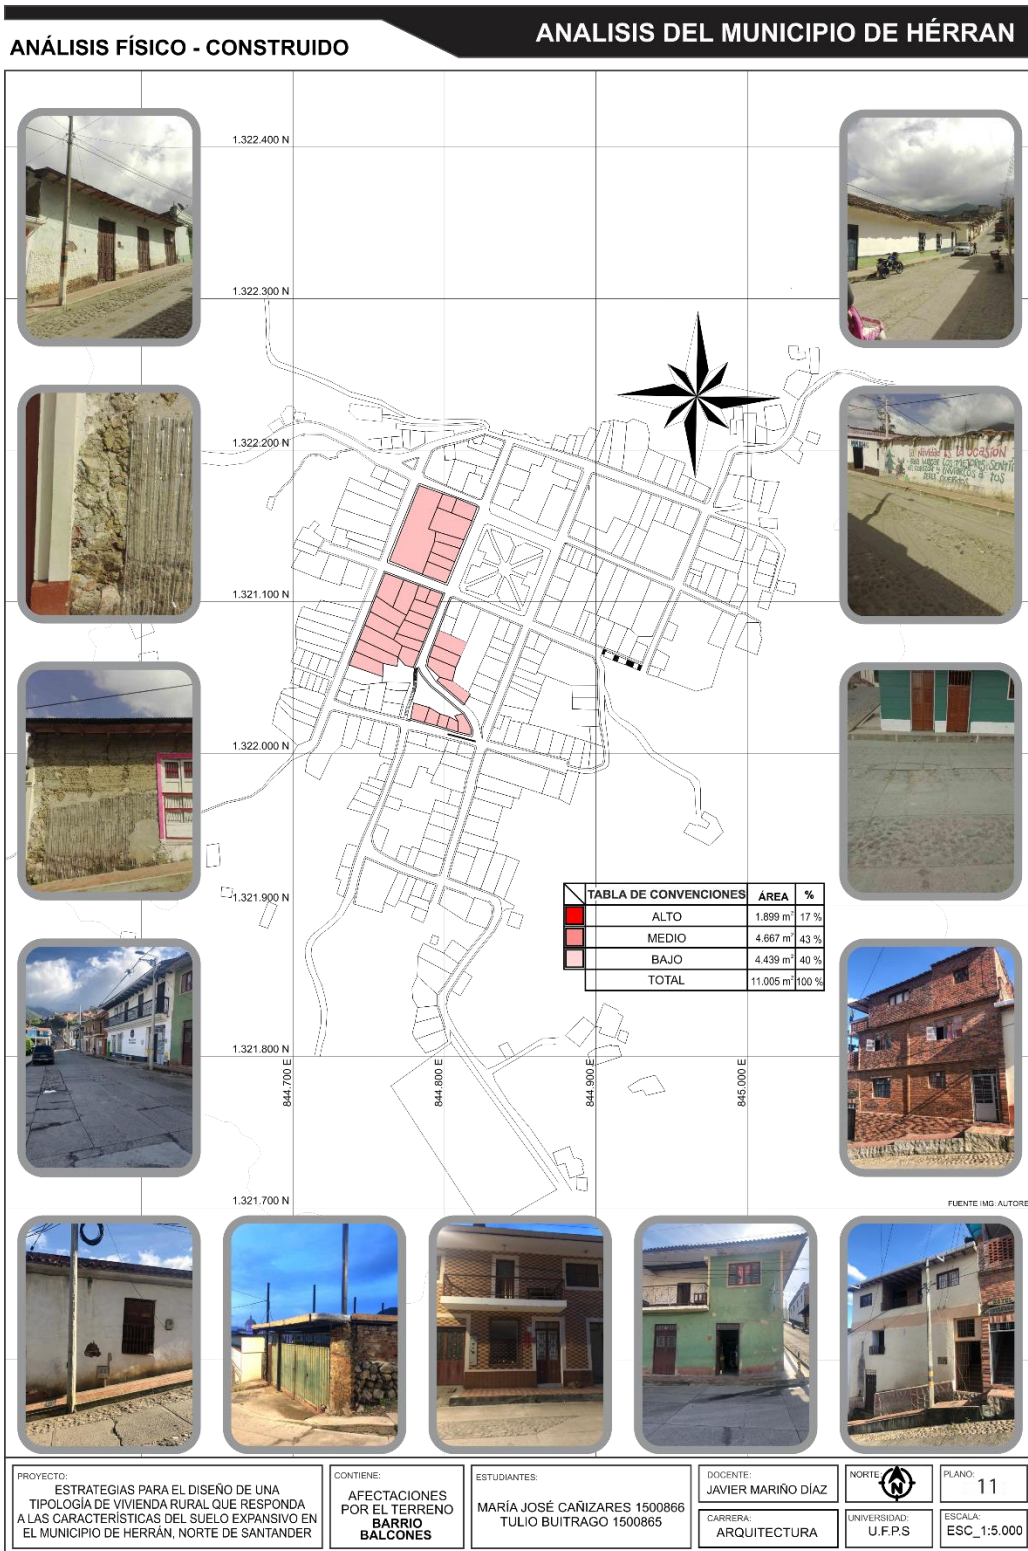 ANÁLISIS FÍSICO - CONSTRUIDO
ANALISIS DEL MUNICIPIO DE HÉRRAN
1.322.400 N
1.322.300 N
1.322.200 N
1.321.100 N
1.322.000 N
1.321.900 N
1.321.800 N
1.321.700 N
844.700 E
844.800 E
844.900 E
845.000 E
LA NAVIDAD ES LA OCASIÓN
TABLA DE CONVENCIONES ÁREA %
ALTO 1.899 m² 17 %
MEDIO 4.667 m² 43 %
BAJO 4.439 m² 40 %
TOTAL 11.005 m² 100 %
FUENTE IMG: AUTORE
PROYECTO:
ESTRATEGIAS PARA EL DISEÑO DE UNA
TIPOLOGÍA DE VIVIENDA RURAL QUE RESPONDA
A LAS CARACTERÍSTICAS DEL SUELO EXPANSIVO EN
EL MUNICIPIO DE HERRÁN, NORTE DE SANTANDER
CONTIENE:
AFECTACIONES
POR EL TERRENO
BARRIO
BALCONES
ESTUDIANTES:
MARÍA JOSÉ CAÑIZARES 1500866
TULIO BUITRAGO 1500865
DOCENTE:
JAVIER MARIÑO DÍAZ
CARRERA:
ARQUITECTURA
NORTE:
N
UNIVERSIDAD:
U.F.P.S
PLANO:
11
ESCALA:
ESC_1:5.000